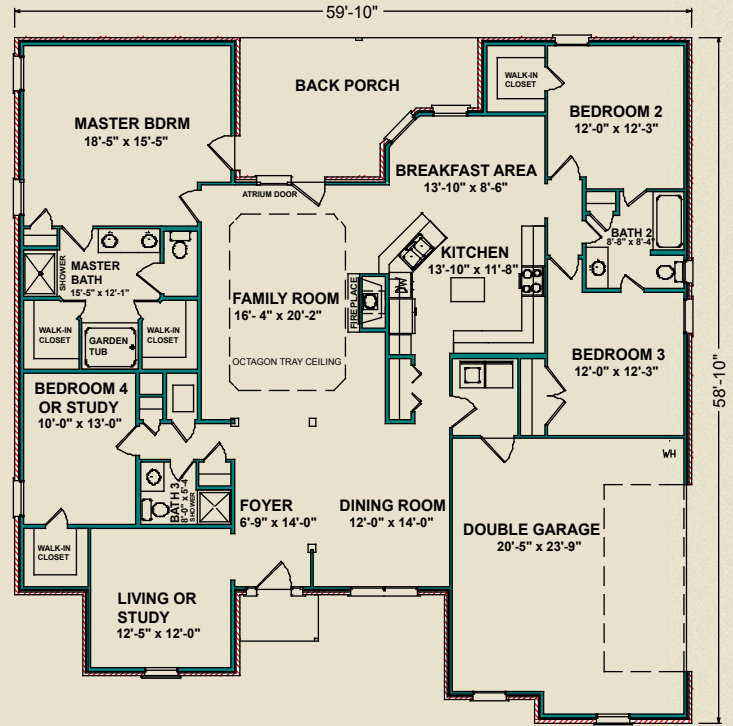 59'-10"
BACK PORCH
WALK-IN
CLOSET
MASTER BDRM
18'-5" x 15'-5"
BEDROOM 2
12'-0" x 12'-3"
BREAKFAST AREA
13'-10" x 8'-6"
ATRIUM DOOR
BATH 2
8'-8" x 8'-4"
SHOWER
MASTER
BATH
15'-5" x 12'-1"
KITCHEN
13'-10" x 11'-8"
DW
FAMILY ROOM
16'- 4" x 20'-2"
FIREPLACE
WALK-IN
CLOSET
GARDEN
TUB
WALK-IN
CLOSET
OCTAGON TRAY CEILING
BEDROOM 3
12'-0" x 12'-3"
58'-10"
BEDROOM 4
OR STUDY
10'-0" x 13'-0"
WH
BATH 3
8'-0" x 5'-4"
SHOWER
FOYER
6'-9" x 14'-0"
DINING ROOM
12'-0" x 14'-0"
DOUBLE GARAGE
20'-5" x 23'-9"
WALK-IN
CLOSET
LIVING OR
STUDY
12'-5" x 12'-0"